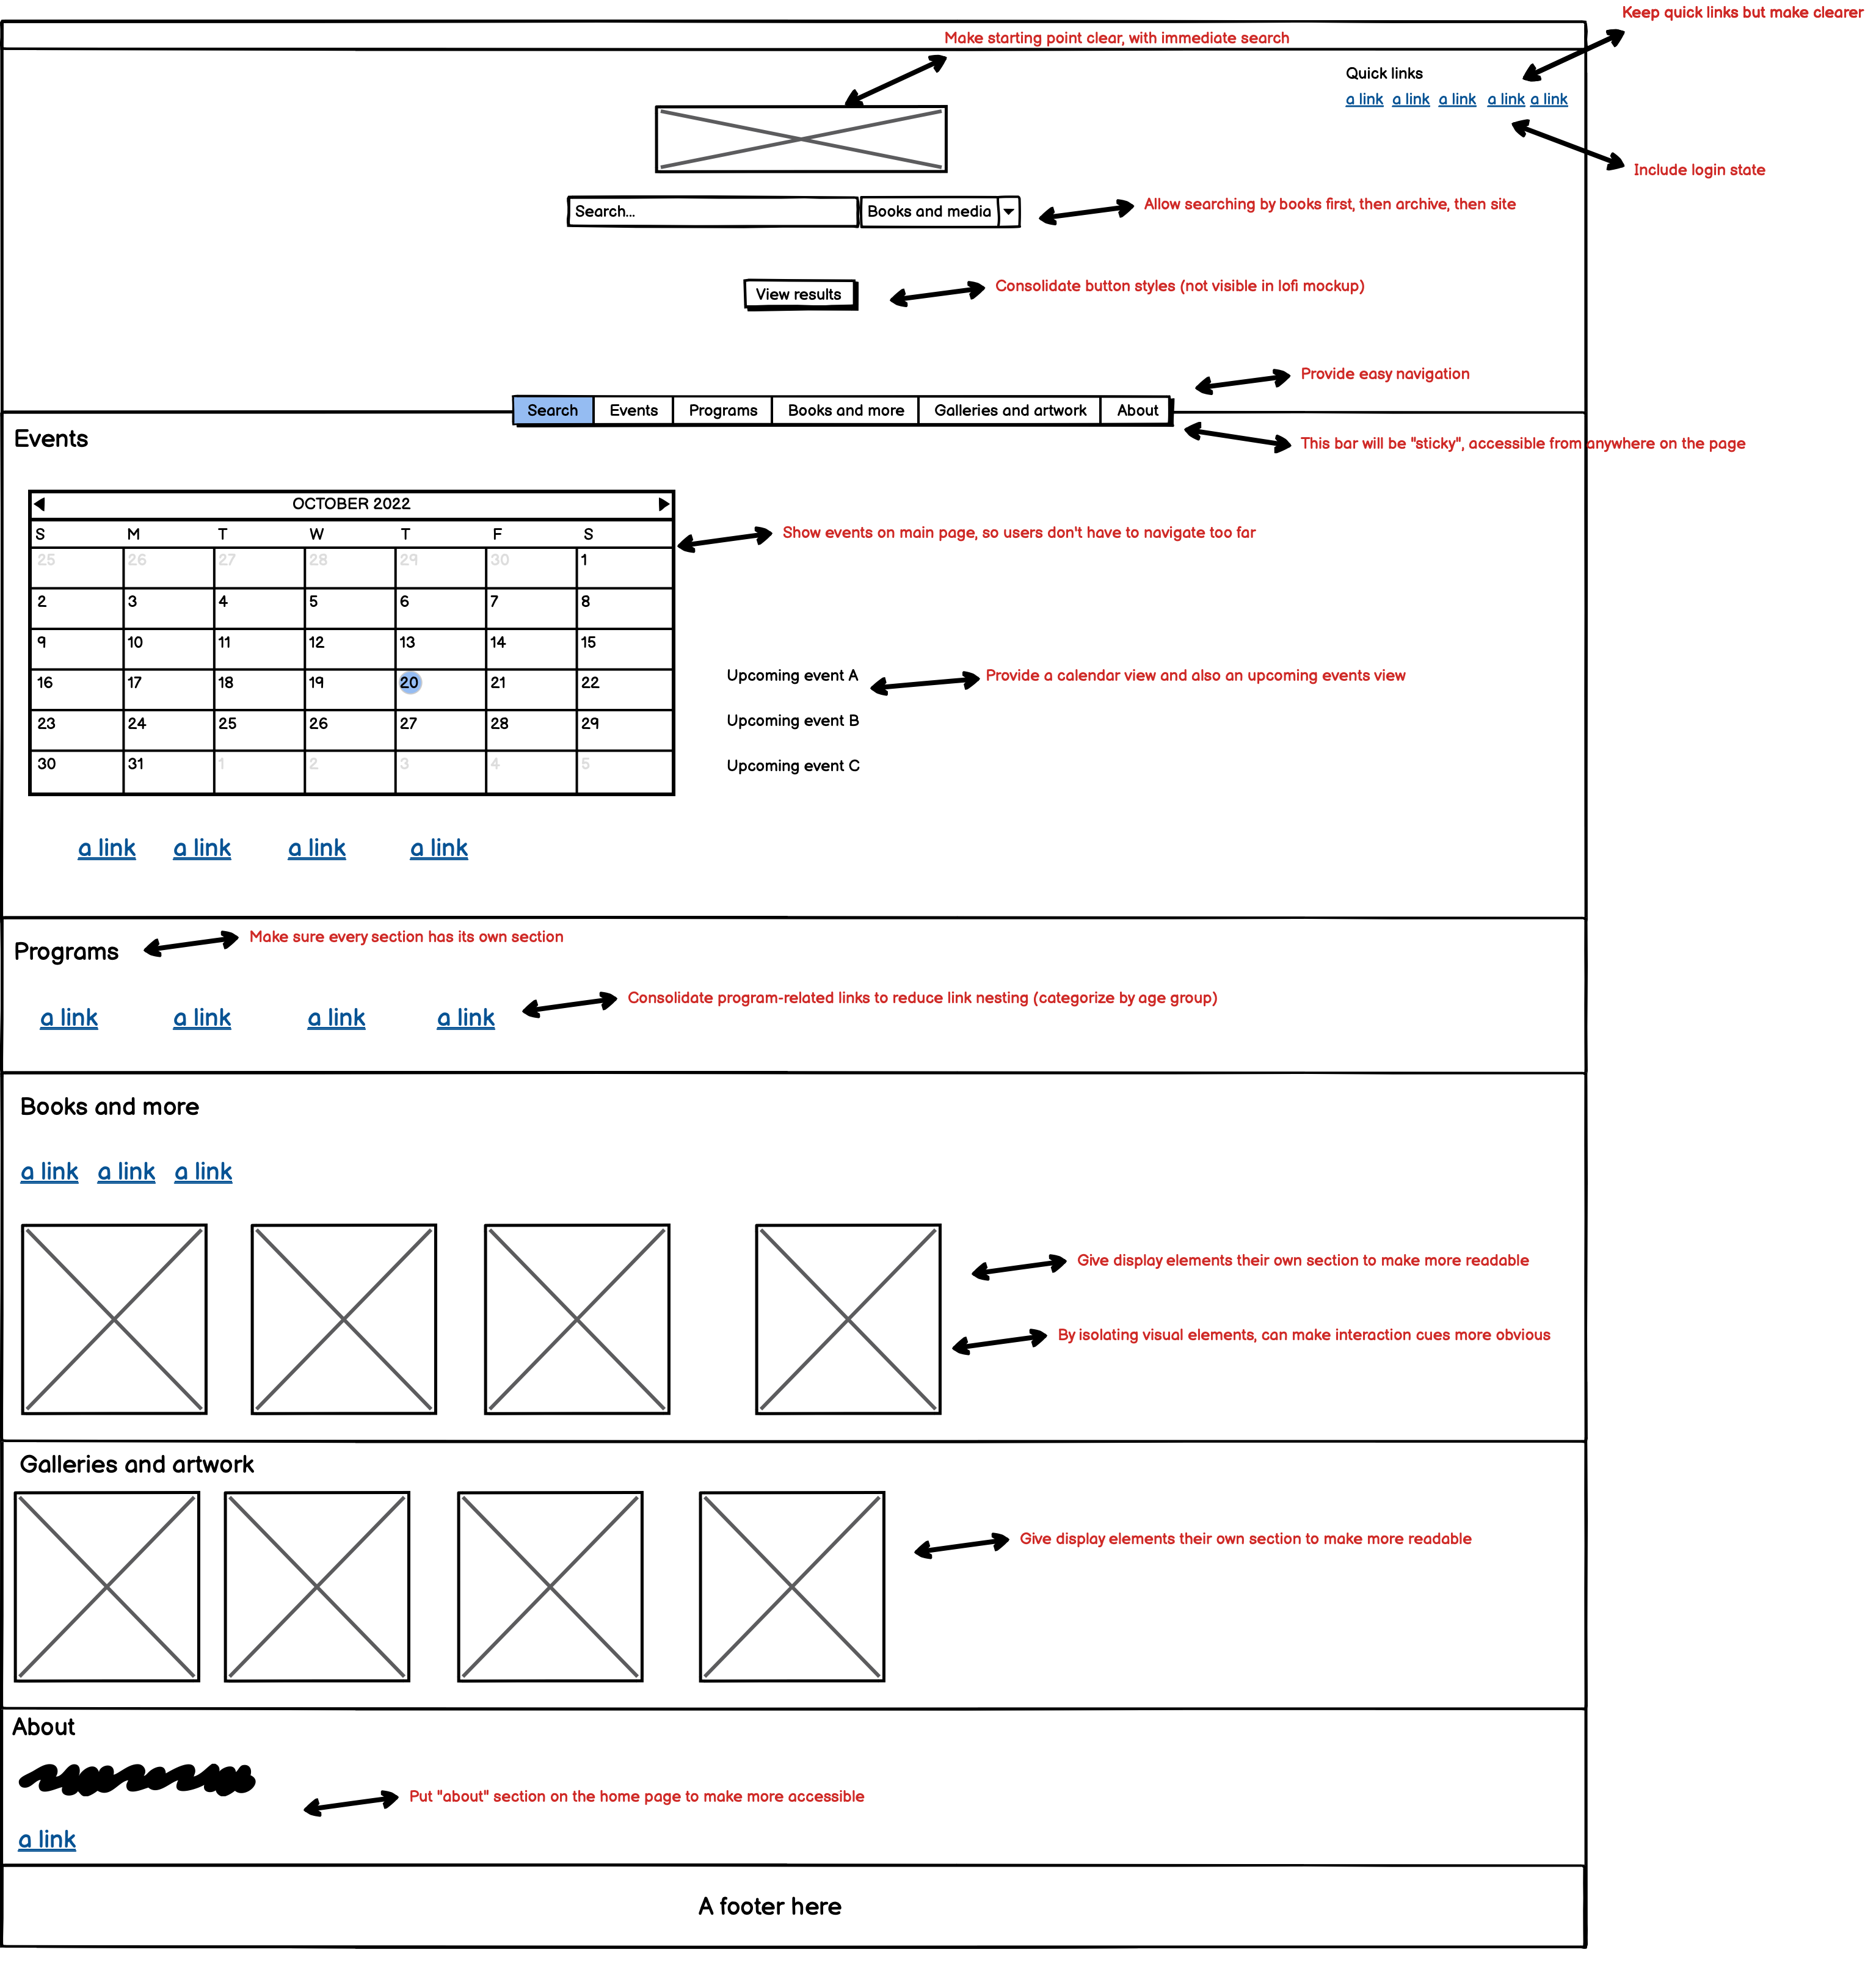 Keep quick links but make clearer
Make starting point clear, with immediate search
Quick links
a link a link a link a link a link
Include login state
Search... Books and media
Allow searching by books first, then archive, then site
View results
Consolidate button styles (not visible in lofi mockup)
Provide easy navigation
Search Events Programs Books and more Galleries and artwork About
Events
This bar will be "sticky", accessible from anywhere on the page
OCTOBER 2022
S M T W T F S
Show events on main page, so users don't have to navigate too far
25 26 27 28 29 30 1
2 3 4 5 6 7 8
9 10 11 12 13 14 15
16 17 18 19 20 21 22
23 24 25 26 27 28 29
30 31 1 2 3 4 5
Upcoming event A
Provide a calendar view and also an upcoming events view
Upcoming event B
Upcoming event C
a link a link a link a link
Programs
Make sure every section has its own section
a link a link a link a link
Consolidate program-related links to reduce link nesting (categorize by age group)
Books and more
a link a link a link
Give display elements their own section to make more readable
By isolating visual elements, can make interaction cues more obvious
Galleries and artwork
Give display elements their own section to make more readable
About
Put "about" section on the home page to make more accessible
a link
A footer here